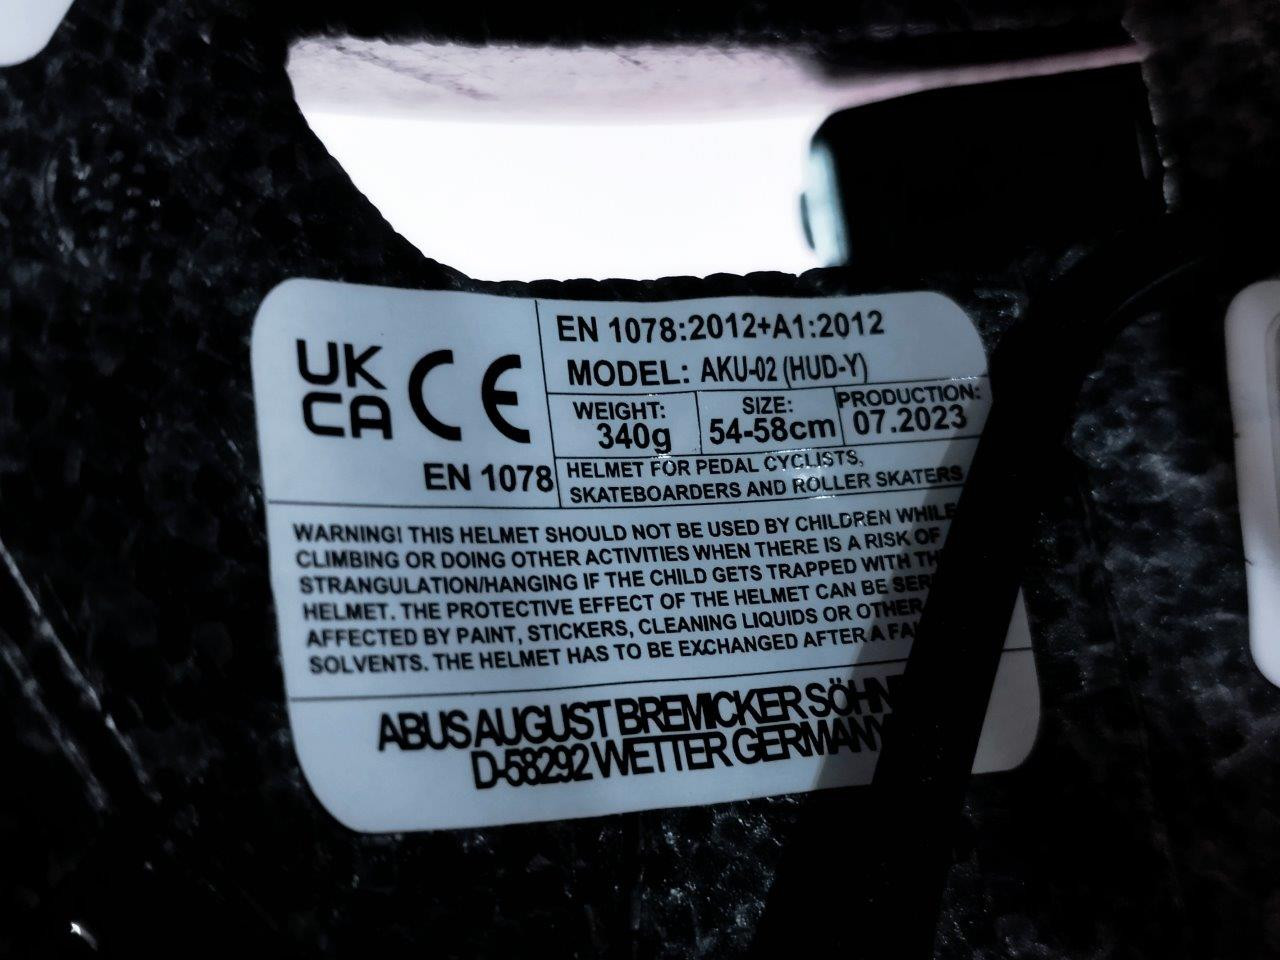 UK
CA CE
EN 1078
EN 1078:2012+A1:2012
MODEL: AKU-02 (HUD-Y)
WEIGHT:
340g
SIZE:
54-58cm
PRODUCTION:
07.2023
HELMET FOR PEDAL CYCLISTS,
SKATEBOARDERS AND ROLLER SKATERS
WARNING! THIS HELMET SHOULD NOT BE USED BY CHILDREN WHILE
CLIMBING OR DOING OTHER ACTIVITIES WHEN THERE IS A RISK OF
STRANGULATION/HANGING IF THE CHILD GETS TRAPPED WITH
HELMET. THE PROTECTIVE EFFECT OF THE HELMET CAN BE
AFFECTED BY PAINT, STICKERS, CLEANING LIQUIDS OR OTHER
SOLVENTS. THE HELMET HAS TO BE EXCHANGED AFTER A
ABUS AUGUST BREMICKER
D-58292 WETTER GERMANY